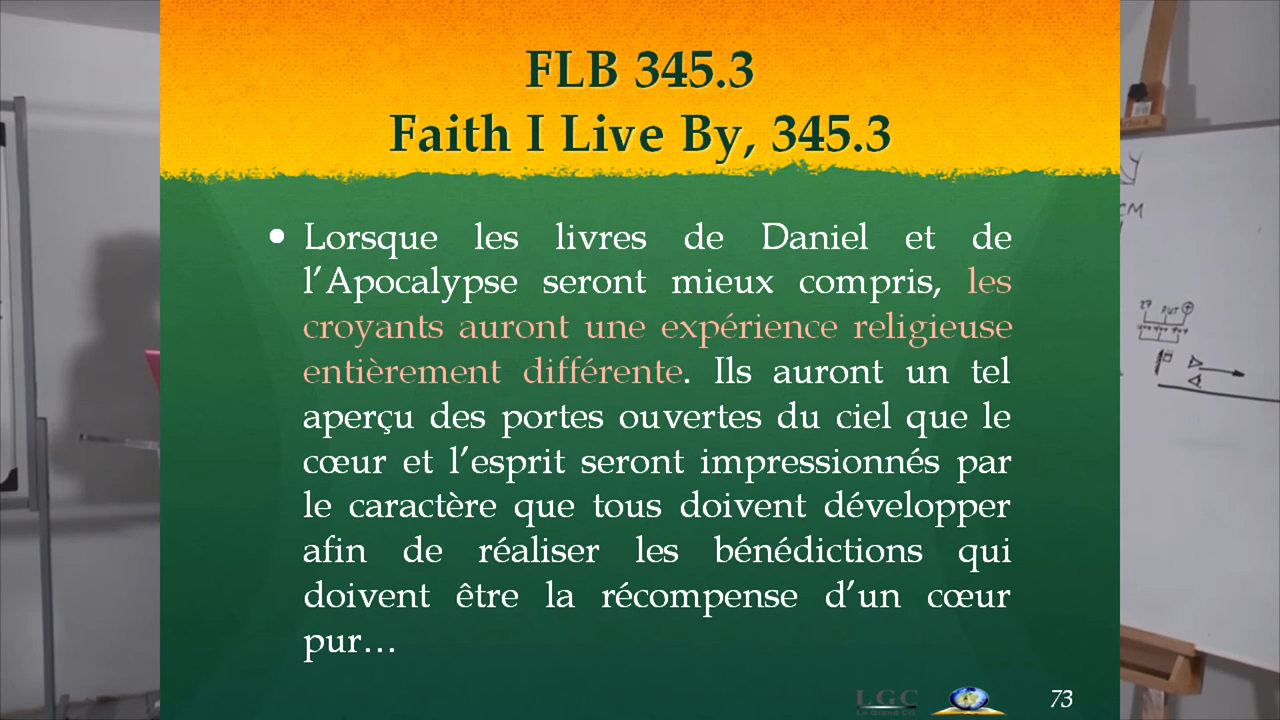 FLB 345.3
Faith I Live By, 345.3
• Lorsque les livres de Daniel et de
l’Apocalypse seront mieux compris, les
croyants auront une expérience religieuse
entièrement différente. Ils auront un tel
aperçu des portes ouvertes du ciel que le
cœur et l’esprit seront impressionnés par
le caractère que tous doivent développer
afin de réaliser les bénédictions qui
doivent être la récompense d’un cœur
pur…
LGC
73
27